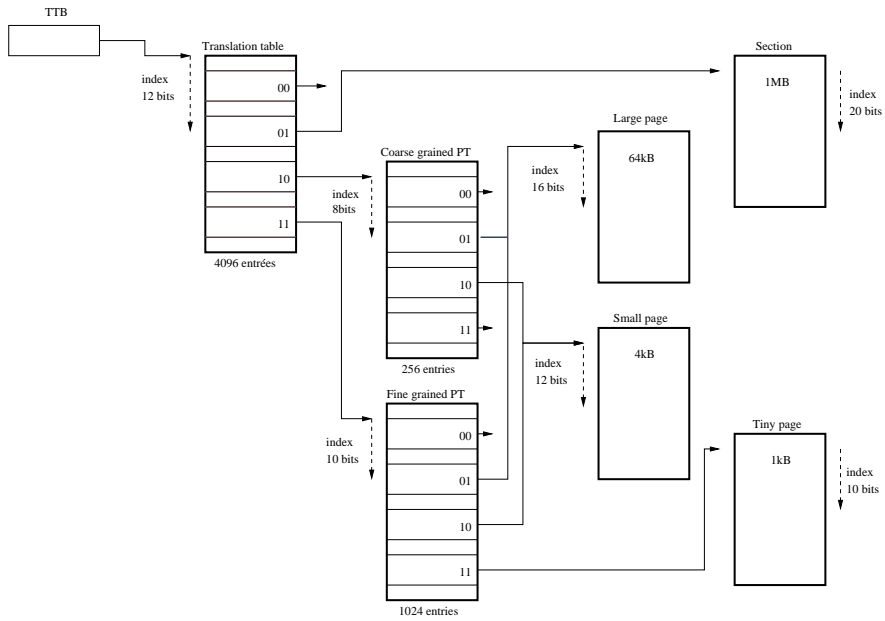 TTB
Translation table
index
12 bits
00
01
10
11
4096 entrées
Coarse grained PT
index
8bits
00
01
10
11
256 entries
Fine grained PT
index
10 bits
00
01
10
11
1024 entries
Large page
index
16 bits
64kB
Small page
index
12 bits
4kB
Section
1MB
index
20 bits
Tiny page
1kB
index
10 bits